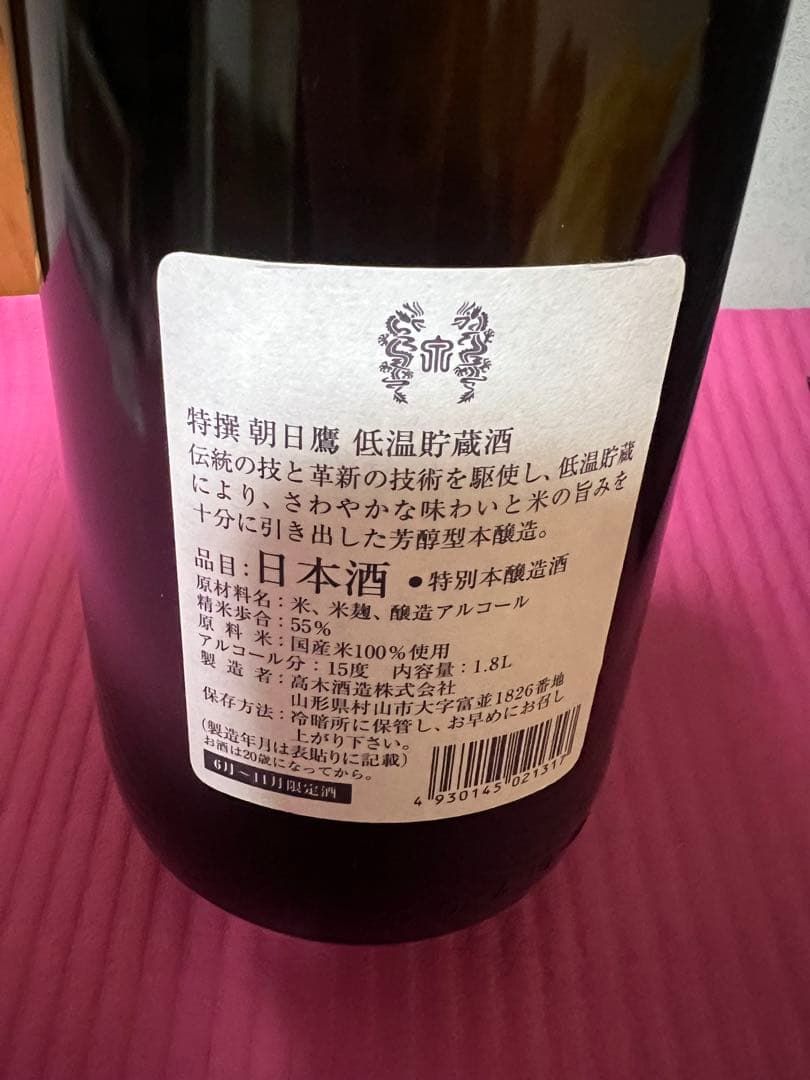 特撰 朝日鷹 低温貯蔵酒
伝統の技と革新の技術を駆使し、低温貯蔵
により、さわやかな味わいと米の旨みを
十分に引き出した芳醇型本醸造。
品目:日本酒 ●特別本醸造酒
原材料名:米、米麹、醸造アルコール
精米歩合:55%
原料米:国産米100%使用
アルコール分:15度 内容量:1.8L
製造者:高木酒造株式会社
山形県村山市大字富並1826番地
保存方法:冷暗所に保管し、お早めにお召し
上がり下さい。
(製造年月は表貼りに記載)
お酒は20歳になってから。
6月~11月限定酒
4 930145 021317